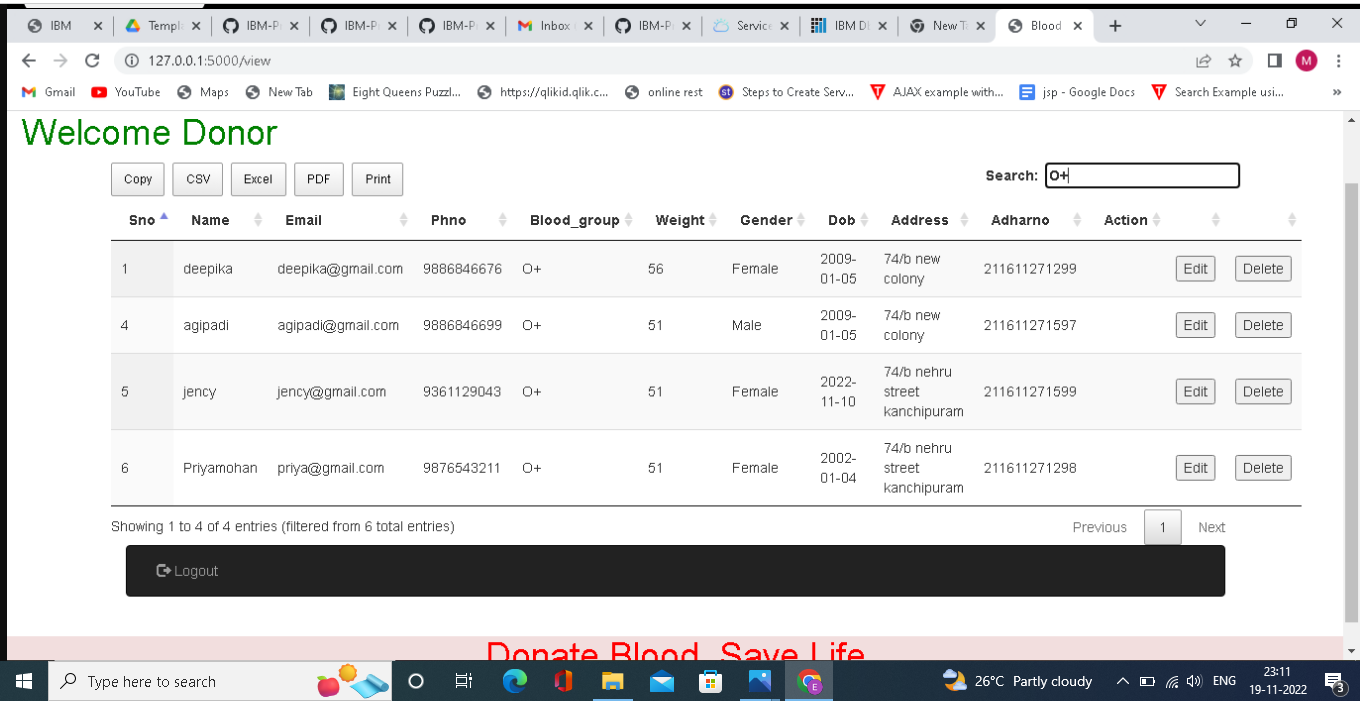 IBM Templ IBM-P IBM-P IBM-P Inbox IBM-P Service IBM D New T Blood
127.0.0.1:5000/view M
Gmail YouTube Maps New Tab Eight Queens Puzzl... https://qlikid.qlik.c... online rest st Steps to Create Serv... AJAX example with... jsp - Google Docs Search Example usi... »
Welcome Donor
Copy CSV Excel PDF Print Search: O+
Sno Name Email Phno Blood_group Weight Gender Dob Address Adharno Action
1 deepika deepika@gmail.com 9886846676 O+ 56 Female 2009-01-05 74/b new colony 211611271299 Edit Delete
4 agipadi agipadi@gmail.com 9886846699 O+ 51 Male 2009-01-05 74/b new colony 211611271597 Edit Delete
5 jency jency@gmail.com 9361129043 O+ 51 Female 2022-11-10 74/b nehru street kanchipuram 211611271599 Edit Delete
6 Priyamohan priya@gmail.com 9876543211 O+ 51 Female 2002-01-04 74/b nehru street kanchipuram 211611271298 Edit Delete
Showing 1 to 4 of 4 entries (filtered from 6 total entries) Previous 1 Next
Logout
Donate Blood, Save Life
Type here to search 26°C Partly cloudy ENG 23:11
19-11-2022 3